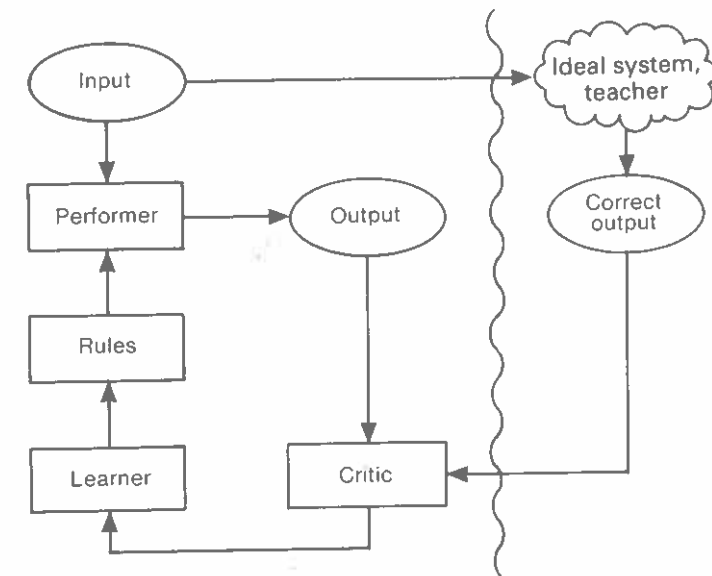 Input
Ideal system,
teacher
Performer
Output
Correct
output
Rules
Learner
Critic